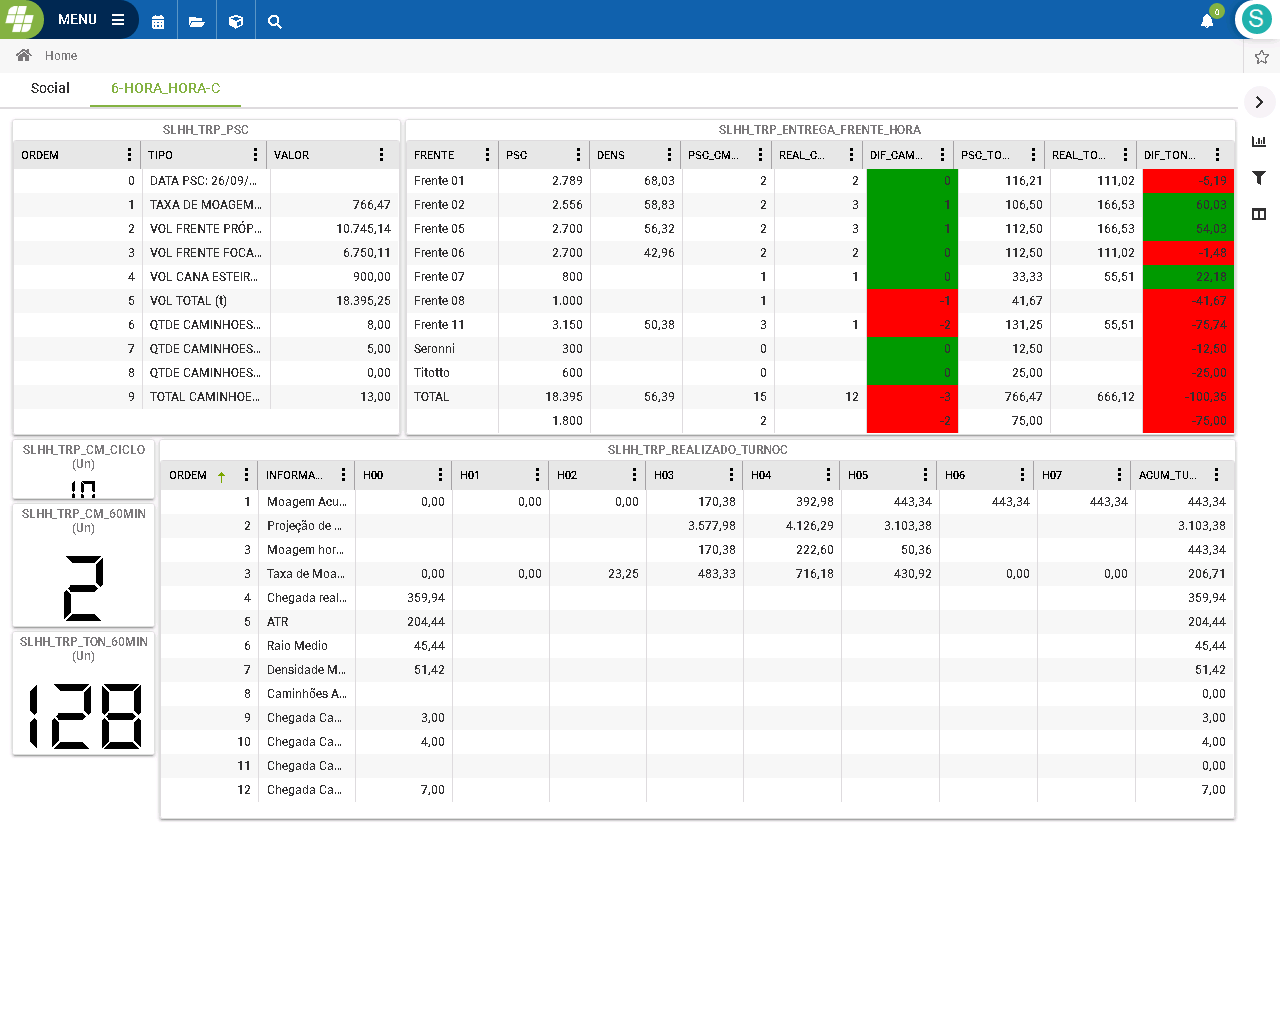 MENU
0
S
Home
Social 6-HORA_HORA-C
SLHH_TRP_PSC
ORDEM TIPO VALOR
0 DATA PSC: 26/09/...
1 TAXA DE MOAGEM... 766,47
2 VOL FRENTE PRÓP... 10.745,14
3 VOL FRENTE FOCA... 6.750,11
4 VOL CANA ESTEIR... 900,00
5 VOL TOTAL (t) 18.395,25
6 QTDE CAMINHOES... 8,00
7 QTDE CAMINHOES... 5,00
8 QTDE CAMINHOES... 0,00
9 TOTAL CAMINHOE... 13,00
SLHH_TRP_ENTREGA_FRENTE_HORA
FRENTE PSC DENS PSC_CM... REAL_C... DIF_CAM... PSC_TO... REAL_TO... DIF_TON...
Frente 01 2.789 68,03 2 2 0 116,21 111,02 -5,19
Frente 02 2.556 58,83 2 3 1 106,50 166,53 60,03
Frente 05 2.700 56,32 2 3 1 112,50 166,53 54,03
Frente 06 2.700 42,96 2 2 0 112,50 111,02 -1,48
Frente 07 800 1 1 0 33,33 55,51 22,18
Frente 08 1.000 1 -1 41,67 -41,67
Frente 11 3.150 50,38 3 1 -2 131,25 55,51 -75,74
Seronni 300 0 0 12,50 -12,50
Titotto 600 0 0 25,00 -25,00
TOTAL 18.395 56,39 15 12 -3 766,47 666,12 -100,35
1.800 2 -2 75,00 -75,00
SLHH_TRP_CM_CICLO
(Un)
SLHH_TRP_CM_60MIN
(Un)
2
SLHH_TRP_TON_60MIN
(Un)
128
SLHH_TRP_REALIZADO_TURNOC
ORDEM INFORMA... H00 H01 H02 H03 H04 H05 H06 H07 ACUM_TU...
1 Moagem Acu... 0,00 0,00 0,00 170,38 392,98 443,34 443,34 443,34 443,34
2 Projeção de ... 3.577,98 4.126,29 3.103,38 3.103,38
3 Moagem hor... 170,38 222,60 50,36 443,34
3 Taxa de Moa... 0,00 0,00 23,25 483,33 716,18 430,92 0,00 0,00 206,71
4 Chegada real... 359,94 359,94
5 ATR 204,44 204,44
6 Raio Medio 45,44 45,44
7 Densidade M... 51,42 51,42
8 Caminhões A... 0,00
9 Chegada Ca... 3,00 3,00
10 Chegada Ca... 4,00 4,00
11 Chegada Ca... 0,00
12 Chegada Ca... 7,00 7,00